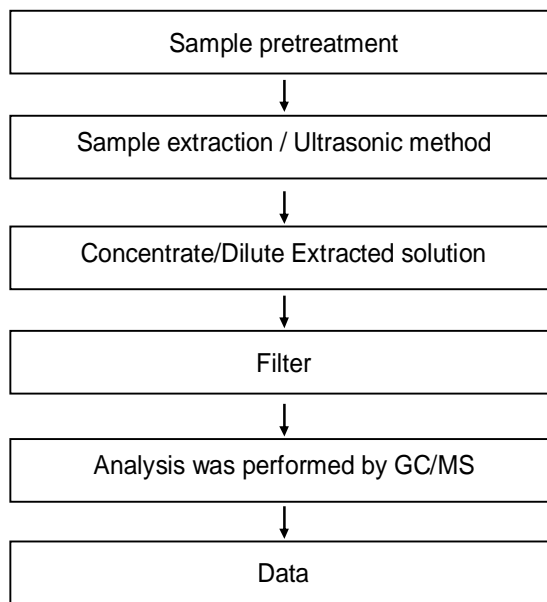 Sample pretreatment
Sample extraction / Ultrasonic method
Concentrate/Dilute Extracted solution
Filter
Analysis was performed by GC/MS
Data